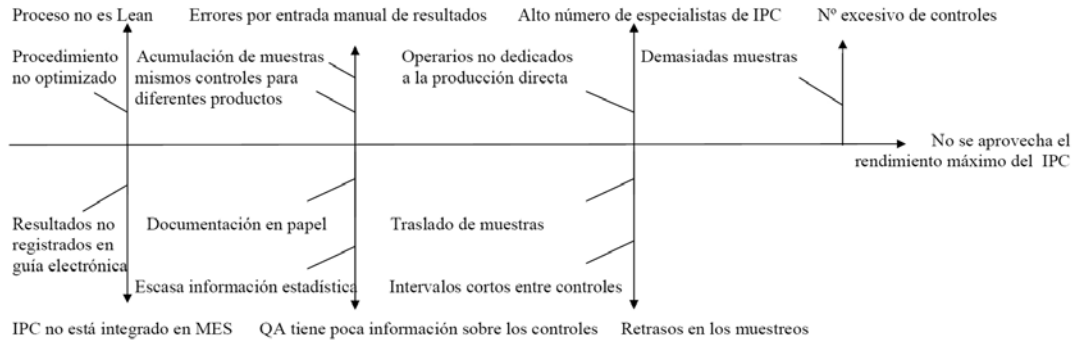 Proceso no es Lean
Errores por entrada manual de resultados
Alto número de especialistas de IPC
Nº excesivo de controles
Procedimiento
no optimizado
Acumulación de muestras
mismos controles para
diferentes productos
Operarios no dedicados
a la producción directa
Demasiadas muestras
No se aprovecha el
rendimiento máximo del IPC
Resultados no
registrados en
guía electrónica
Documentación en papel
Traslado de muestras
Escasa información estadística
Intervalos cortos entre controles
IPC no está integrado en MES
QA tiene poca información sobre los controles
Retrasos en los muestreos